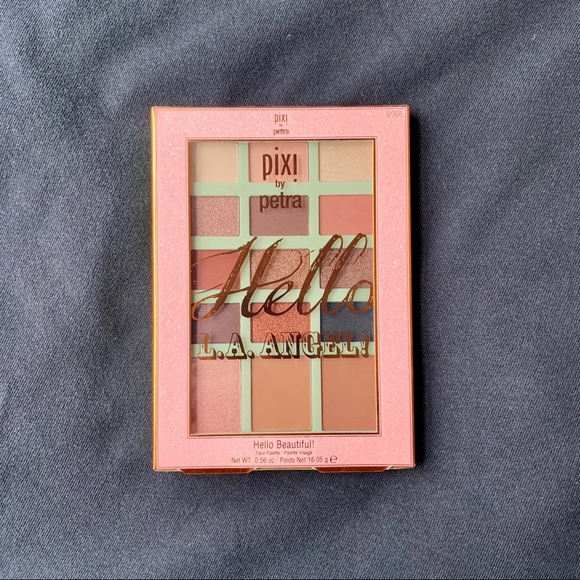 pixi
by
petra
0368
pixi
by
petra
Hello
L.A. ANGEL!
Hello Beautiful!
Face Palette · Palette Visage
Net WT. 0.56 oz / Poids Net 16.05 g ℮